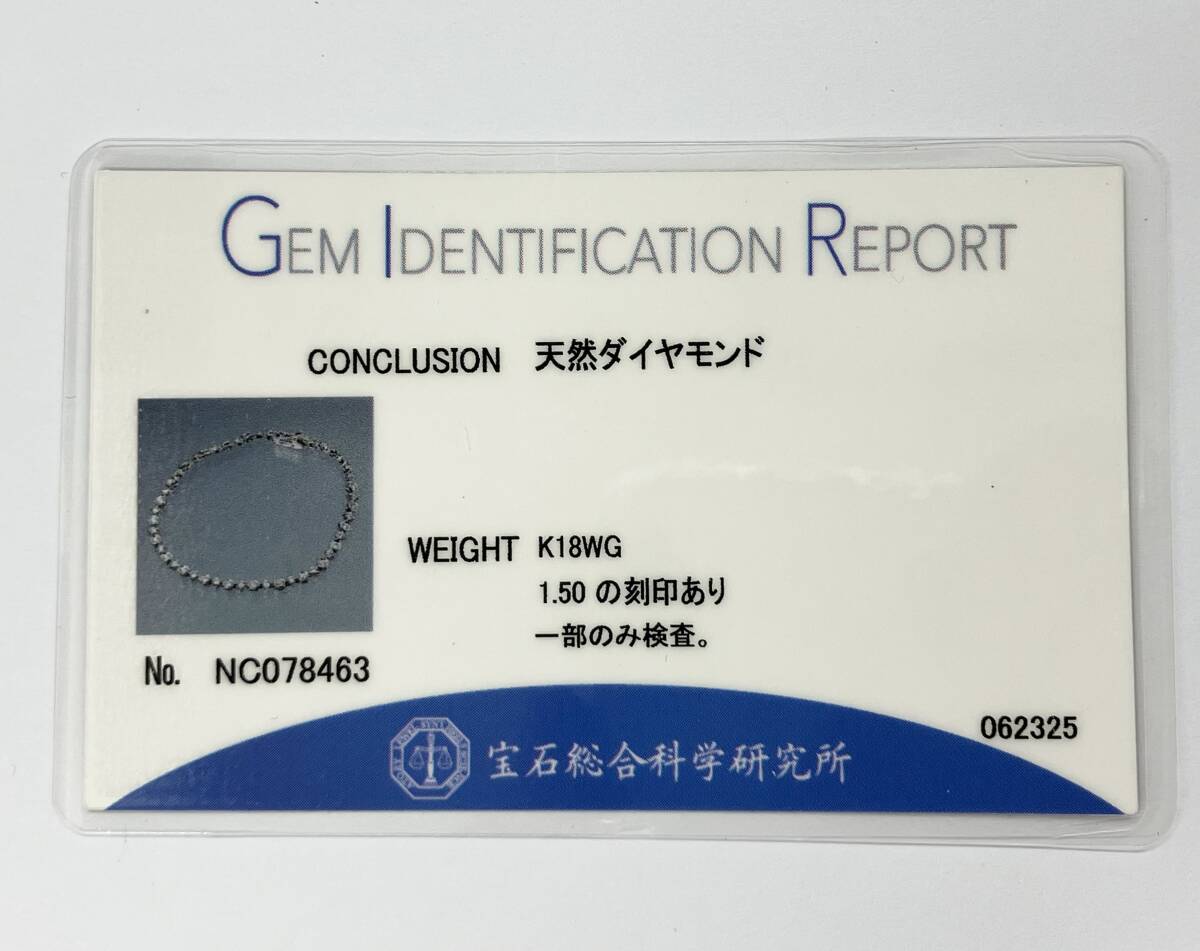 GEM IDENTIFICATION REPORT
CONCLUSION 天然ダイヤモンド
WEIGHT K18WG
1.50 の刻印あり
一部のみ検査。
No. NC078463
062325
宝石総合科学研究所